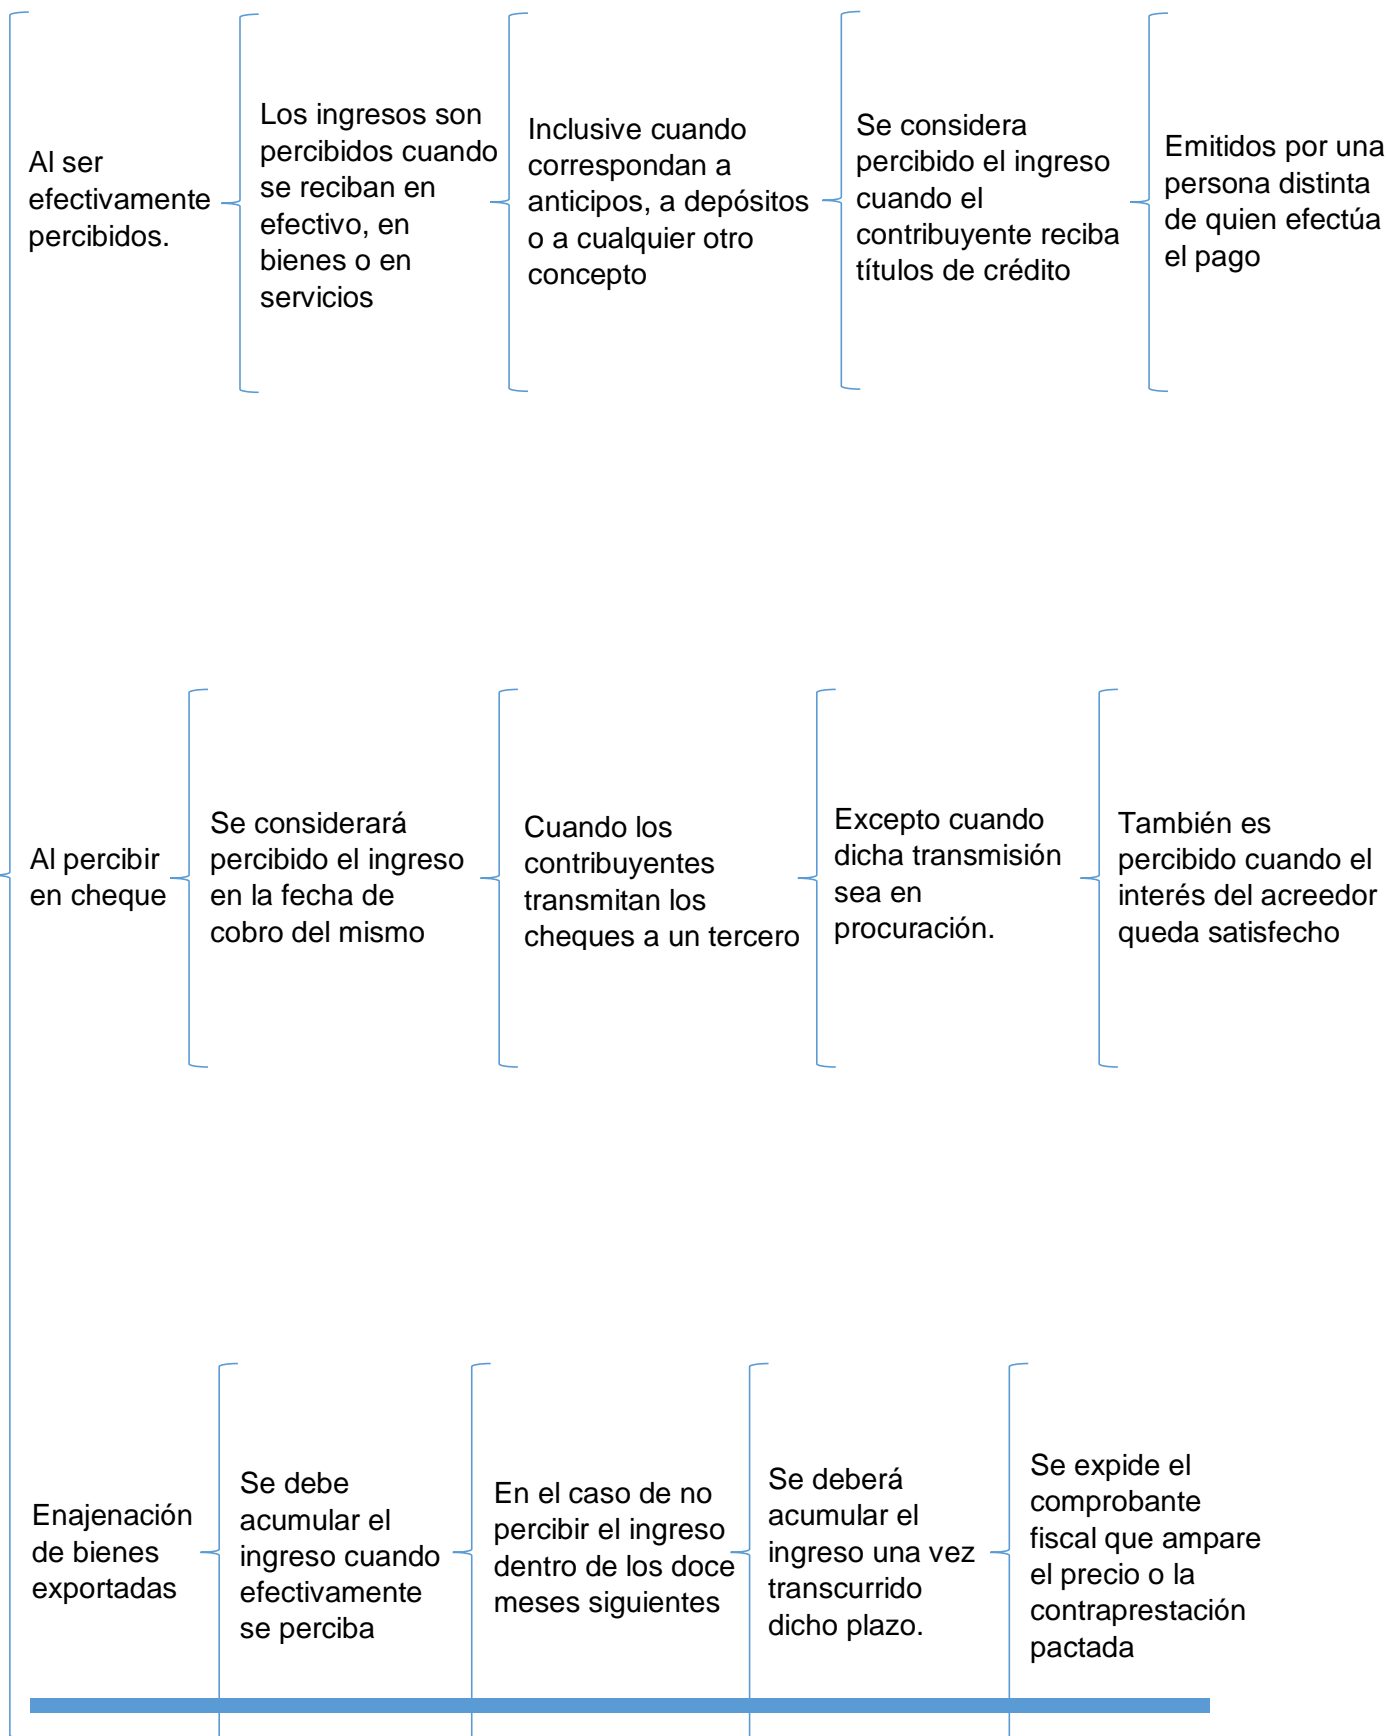 Al ser
efectivamente
percibidos.
Los ingresos son
percibidos cuando
se reciban en
efectivo, en
bienes o en
servicios
Inclusive cuando
correspondan a
anticipos, a depósitos
o a cualquier otro
concepto
Se considera
percibido el ingreso
cuando el
contribuyente reciba
títulos de crédito
Emitidos por una
persona distinta
de quien efectúa
el pago
Al percibir
en cheque
Se considerará
percibido el ingreso
en la fecha de
cobro del mismo
Cuando los
contribuyentes
transmitan los
cheques a un tercero
Excepto cuando
dicha transmisión
sea en
procuración.
También es
percibido cuando el
interés del acreedor
queda satisfecho
Enajenación
de bienes
exportadas
Se debe
acumular el
ingreso cuando
efectivamente
se perciba
En el caso de no
percibir el ingreso
dentro de los doce
meses siguientes
Se deberá
acumular el
ingreso una vez
transcurrido
dicho plazo.
Se expide el
comprobante
fiscal que ampare
el precio o la
contraprestación
pactada